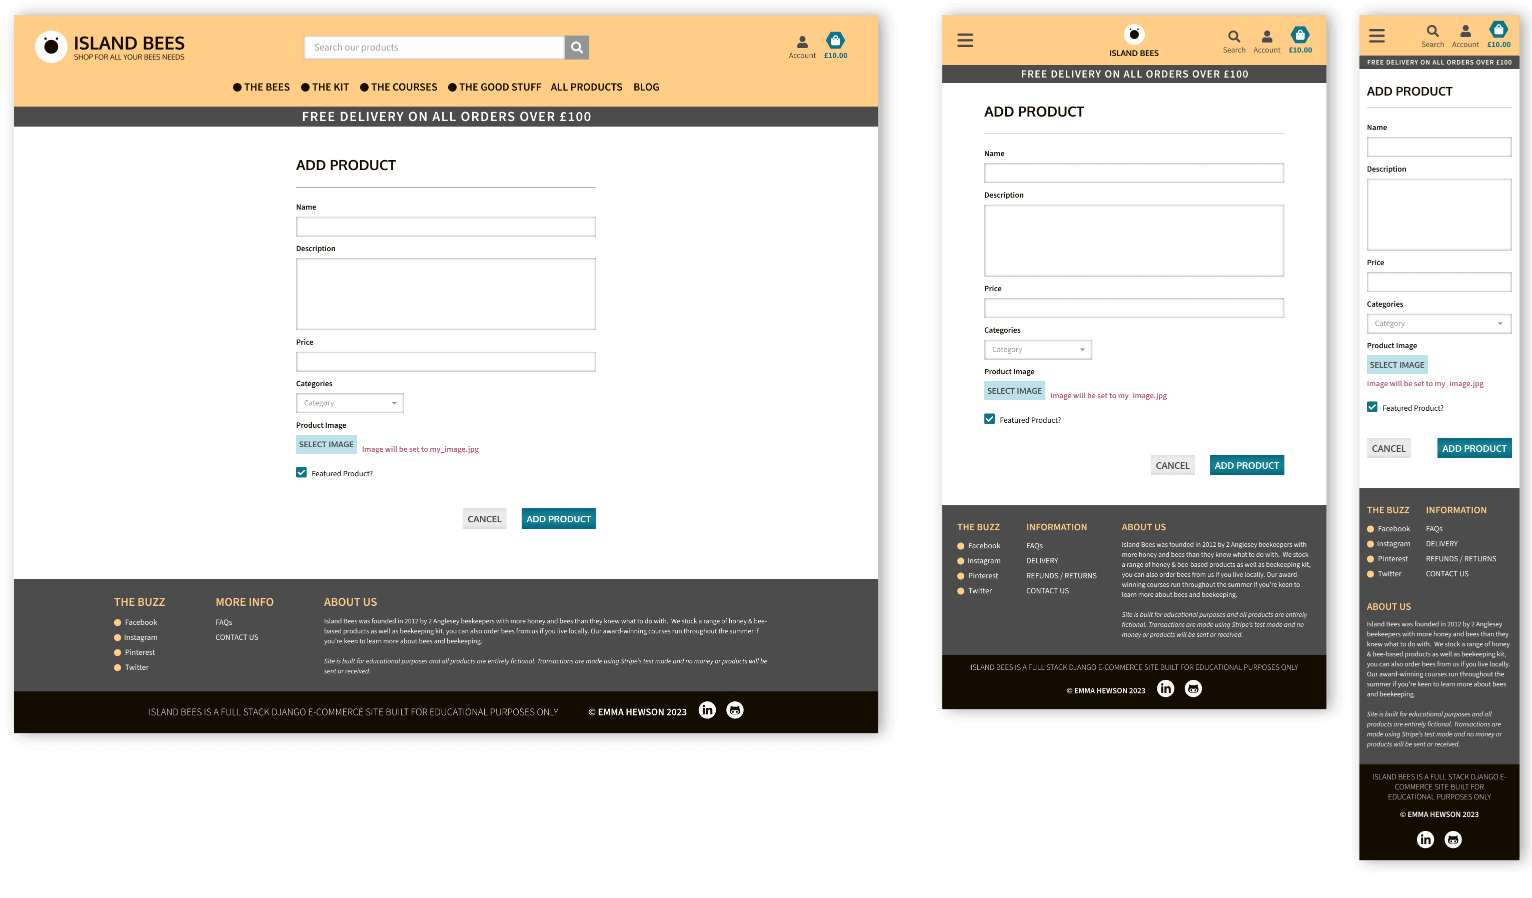 ISLAND BEES
SHOP FOR ALL YOUR BEES NEEDS
Search our products
Account
£10.00
THE BEES
THE KIT
THE COURSES
THE GOOD STUFF
ALL PRODUCTS
BLOG
FREE DELIVERY ON ALL ORDERS OVER £100
ADD PRODUCT
Name
Description
Price
Categories
Category
Product Image
SELECT IMAGE
Image will be set to my_image.jpg
Featured Product?
CANCEL
ADD PRODUCT
THE BUZZ
Facebook
Instagram
Pinterest
Twitter
MORE INFO
FAQs
CONTACT US
ABOUT US
Island Bees was founded in 2012 by 2 Anglesey beekeepers with more honey and bees than they knew what to do with. We stock a range of honey & bee-
based products as well as beekeeping kit, you can also order bees from us if you live locally. Our award-winning courses run throughout the summer if
you're keen to learn more about bees and beekeeping.
Site is built for educational purposes and all products are entirely fictional. Transactions are made using Stripe's test mode and no money or products will be
sent or received.
ISLAND BEES IS A FULL STACK DJANGO E-COMMERCE SITE BUILT FOR EDUCATIONAL PURPOSES ONLY
© EMMA HEWSON 2023
in
ISLAND BEES
Search
Account
£10.00
FREE DELIVERY ON ALL ORDERS OVER £100
ADD PRODUCT
Name
Description
Price
Categories
Category
Product Image
SELECT IMAGE
Image will be set to my_image.jpg
Featured Product?
CANCEL
ADD PRODUCT
THE BUZZ
Facebook
Instagram
Pinterest
Twitter
INFORMATION
FAQs
DELIVERY
REFUNDS / RETURNS
CONTACT US
ABOUT US
Island Bees was founded in 2012 by 2 Anglesey beekeepers with
more honey and bees than they knew what to do with. We stock
a range of honey & bee-based products as well as beekeeping kit,
you can also order bees from us if you live locally. Our award-
winning courses run throughout the summer if you're keen to
learn more about bees and beekeeping.
Site is built for educational purposes and all products are entirely
fictional. Transactions are made using Stripe's test mode and no
money or products will be sent or received.
ISLAND BEES IS A FULL STACK DJANGO E-COMMERCE SITE BUILT FOR EDUCATIONAL PURPOSES ONLY
© EMMA HEWSON 2023
in
Search
Account
£10.00
FREE DELIVERY ON ALL ORDERS OVER £100
ADD PRODUCT
Name
Description
Price
Categories
Category
Product Image
SELECT IMAGE
Image will be set to my_image.jpg
Featured Product?
CANCEL
ADD PRODUCT
THE BUZZ
Facebook
Instagram
Pinterest
Twitter
INFORMATION
FAQs
DELIVERY
REFUNDS / RETURNS
CONTACT US
ABOUT US
Island Bees was founded in 2012 by 2 Anglesey
beekeepers with more honey and bees than they
knew what to do with. We stock a range of honey
& bee-based products as well as beekeeping kit,
you can also order bees from us if you live locally.
Our award-winning courses run throughout the
summer if you're keen to learn more about bees
and beekeeping.
Site is built for educational purposes and all
products are entirely fictional. Transactions are
made using Stripe's test mode and no money or
products will be sent or received.
ISLAND BEES IS A FULL STACK DJANGO E-
COMMERCE SITE BUILT FOR
EDUCATIONAL PURPOSES ONLY
© EMMA HEWSON 2023
in